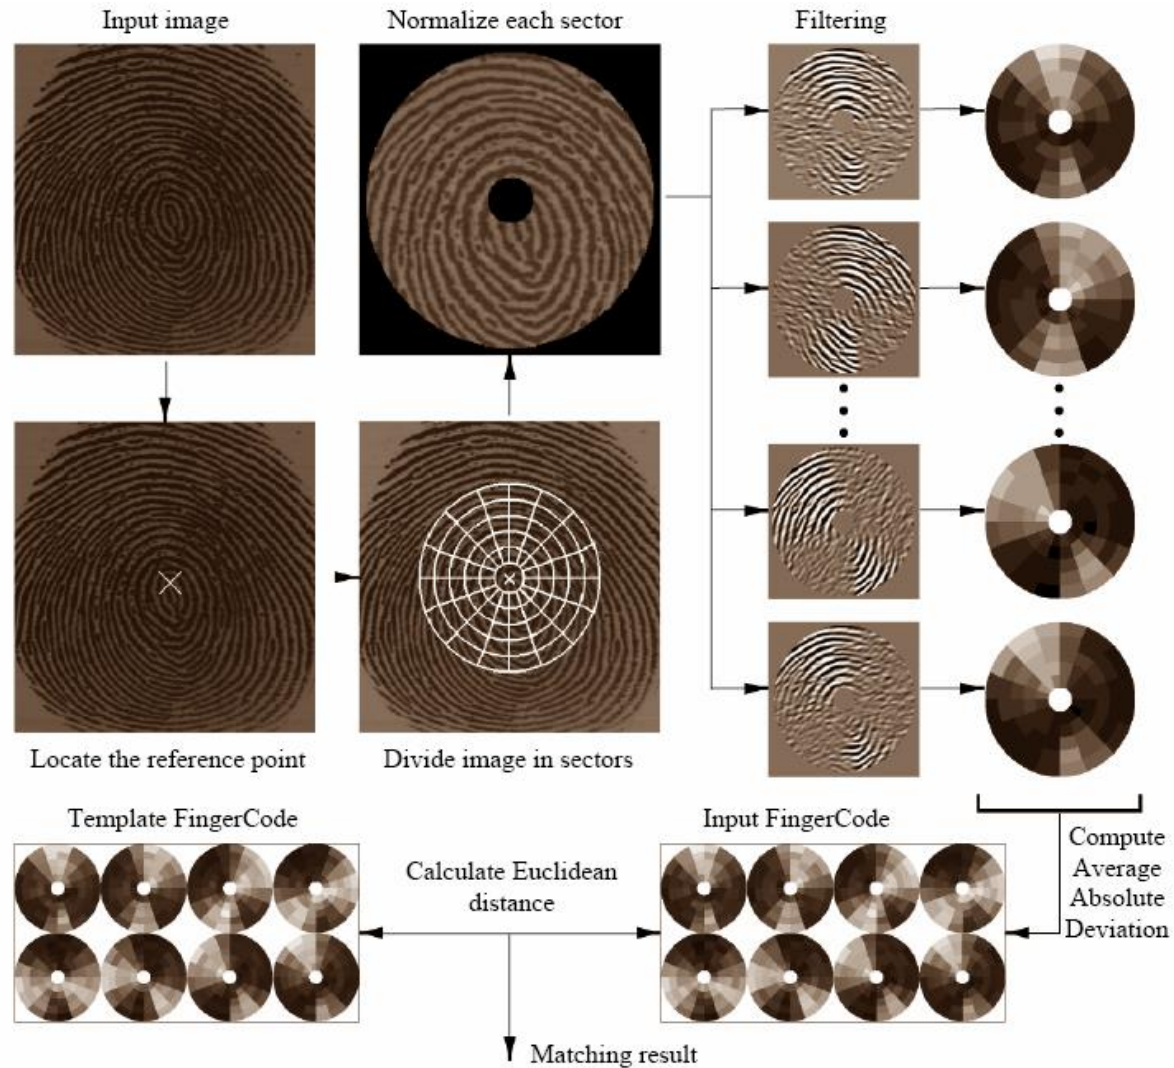 Input image
Normalize each sector
Filtering
Locate the reference point
Divide image in sectors
Template FingerCode
Input FingerCode
Calculate Euclidean
distance
Compute
Average
Absolute
Deviation
Matching result